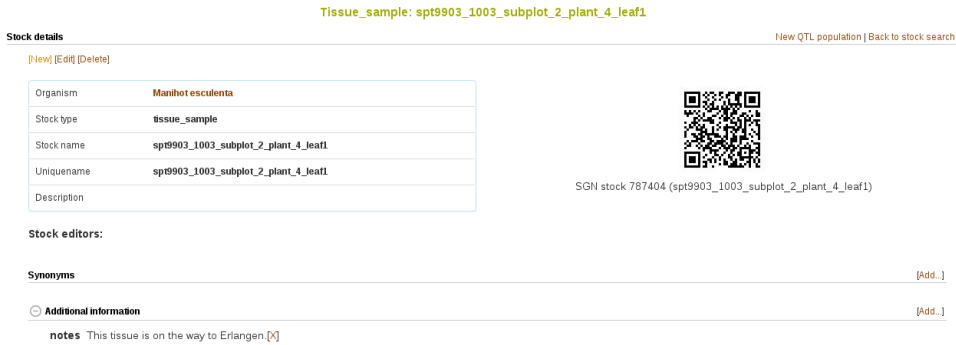 Tissue_sample: spt9903_1003_subplot_2_plant_4_leaf1
Stock details New QTL population | Back to stock search
[New] [Edit] [Delete]
Organism Manihot esculenta
Stock type tissue_sample
Stock name spt9903_1003_subplot_2_plant_4_leaf1
Uniquename spt9903_1003_subplot_2_plant_4_leaf1
Description
SGN stock 787404 (spt9903_1003_subplot_2_plant_4_leaf1)
Stock editors:
Synonyms [Add...]
Additional information [Add...]
notes This tissue is on the way to Erlangen.[X]